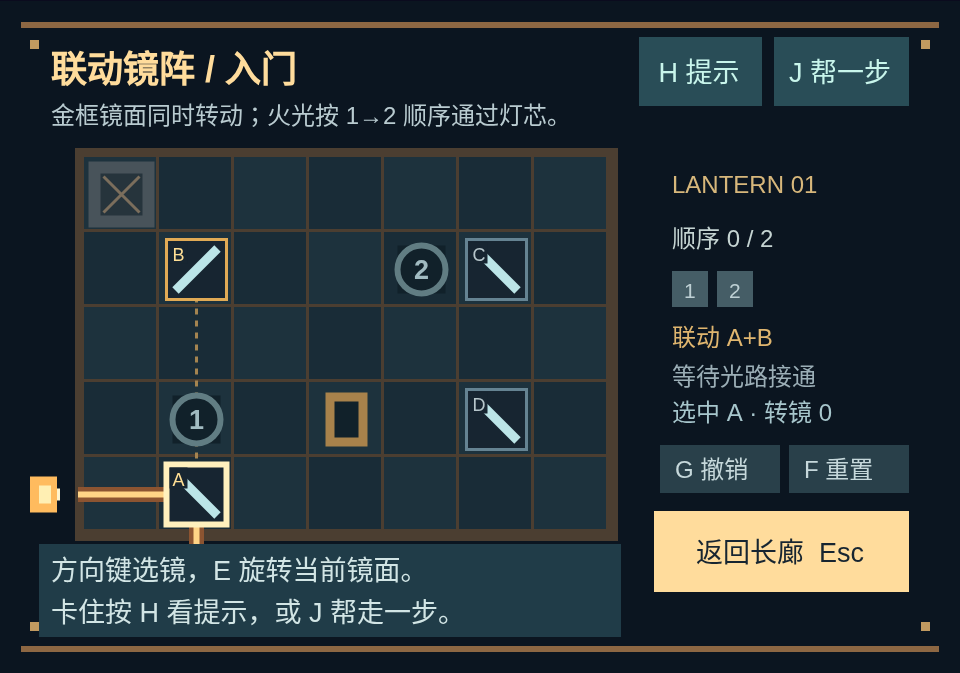 联动镜阵 / 入门
H 提示
J 帮一步
金框镜面同时转动；火光按 1→2 顺序通过灯芯。
LANTERN 01
顺序 0 / 2
1 2
联动 A+B
等待光路接通
选中 A · 转镜 0
G 撤销
F 重置
返回长廊 Esc
B
2
C
1
D
A
方向键选镜，E 旋转当前镜面。
卡住按 H 看提示，或 J 帮走一步。